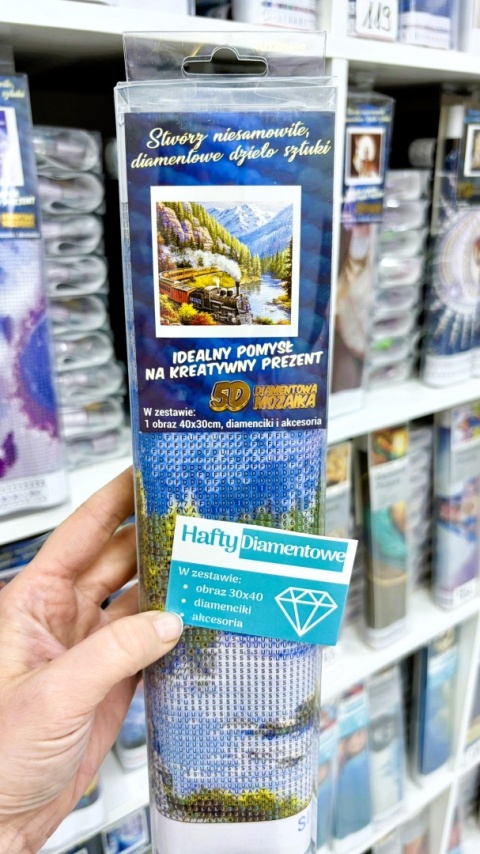 119
Stwórz niesamowite,
diamentowe dzieło sztuki
IDEALNY POMYSŁ
NA KREATYWNY PREZENT
5D DIAMENTOWA
MOZAIKA
W zestawie:
1 obraz 40x30cm, diamenciki i akcesoria
Hafty Diamentowe
W zestawie:
• obraz 30x40
• diamenciki
• akcesoria
S